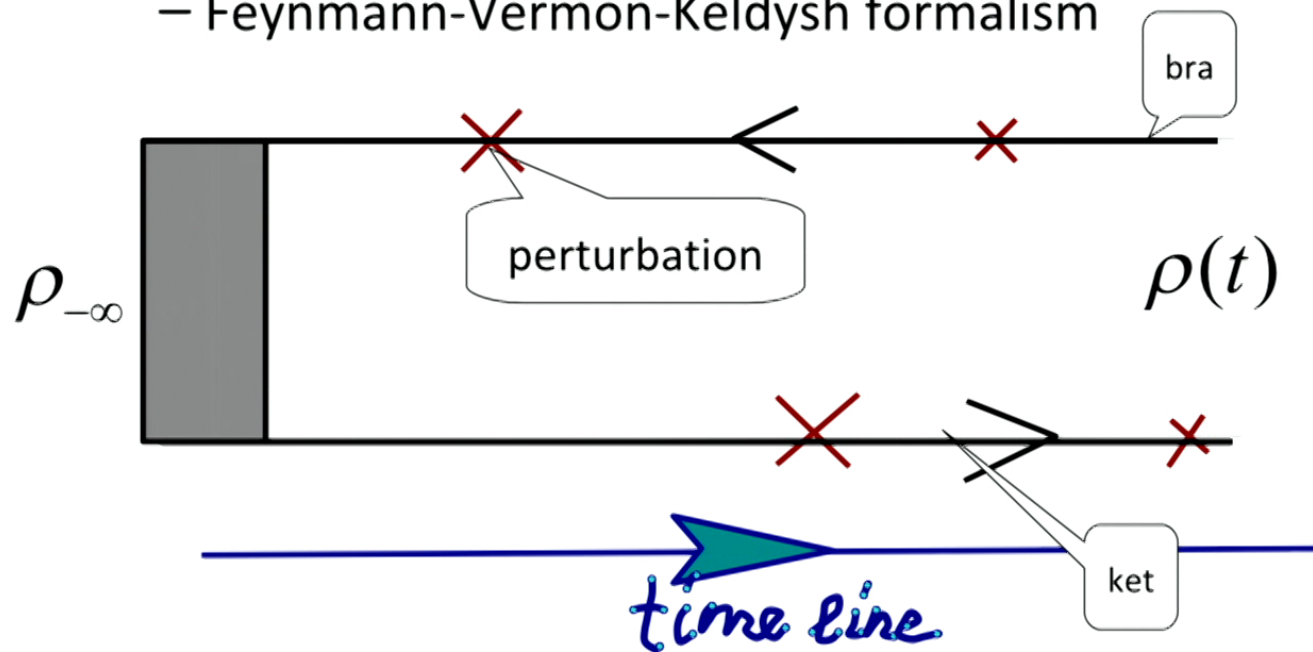 – Feynmann-Vermon-Keldysh formalism
bra
perturbation
ρ−∞
ρ(t)
ket
time line